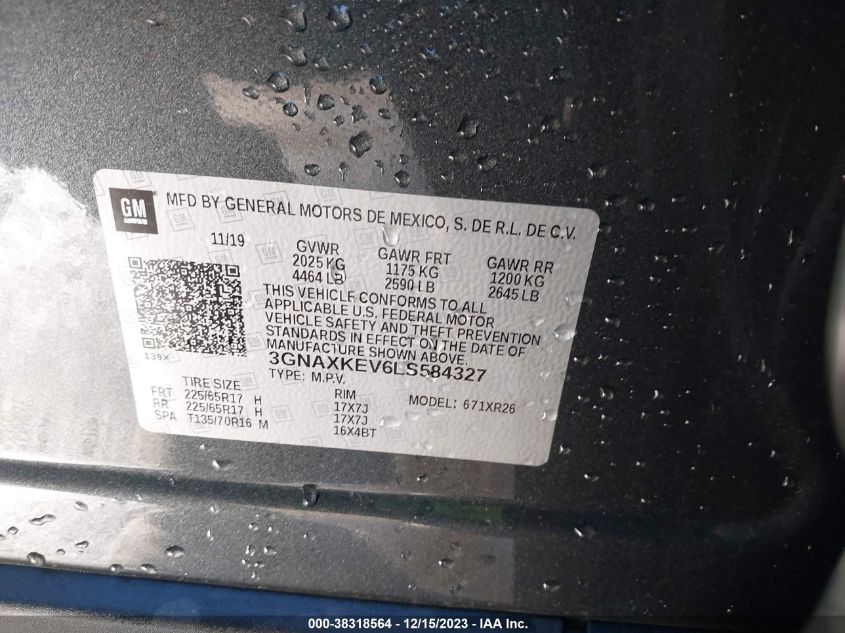 GM
MFD BY GENERAL MOTORS DE MEXICO, S. DE R.L. DE C.V.
11/19 GVWR GAWR FRT GAWR RR
2025 KG 1175 KG 1200 KG
4464 LB 2590 LB 2645 LB
THIS VEHICLE CONFORMS TO ALL
APPLICABLE U.S. FEDERAL MOTOR
VEHICLE SAFETY AND THEFT PREVENTION
STANDARDS IN EFFECT ON THE DATE OF
MANUFACTURE SHOWN ABOVE.
139X
3GNAXKEV6LS584327
TYPE: M.P.V.
TIRE SIZE RIM MODEL: 671XR26
FRT 225/65R17 H 17X7J
RR 225/65R17 H 17X7J
SPA T135/70R16 M 16X4BT
000-38318564 - 12/15/2023 - IAA Inc.